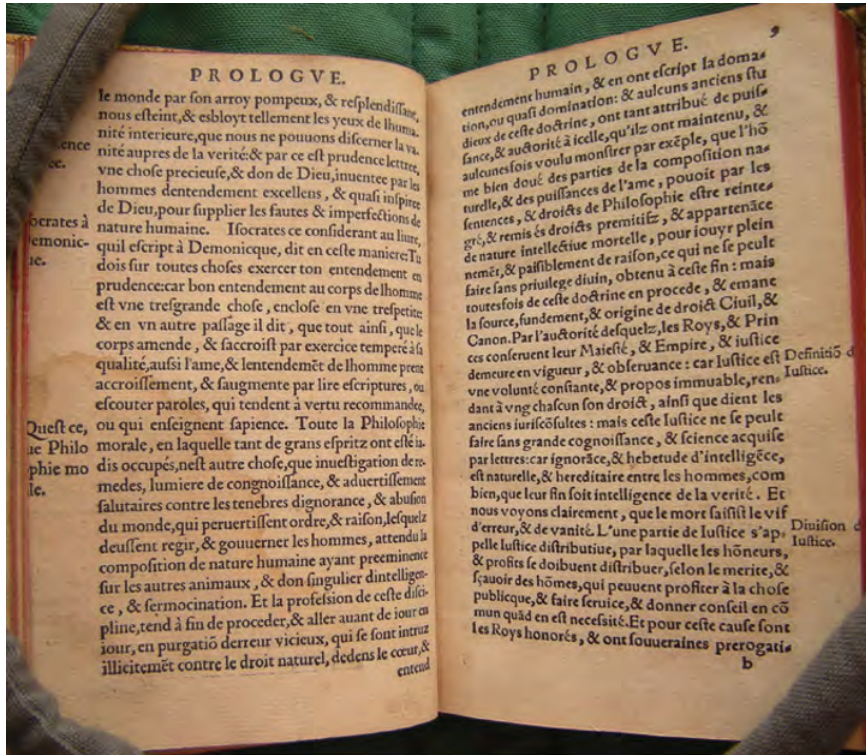 PROLOGVE.
le monde par ſon arroy pompeux, & reſplendiſſant,
nous eſteint, & esbloyt tellement les yeux de lhuma-
nité interieure, que nous ne pouuons diſcerner la va-
nité aupres de la verité: & par ce eſt prudence lettree,
vne choſe precieuſe, & don de Dieu, inuentee par les
hommes dentendement excellens, & quaſi inſpiree
de Dieu, pour ſupplier les fautes & imperfections de
nature humaine. Iſocrates ce conſiderant au liure,
quil eſcript à Demonicque, dit en ceſte maniere: Tu
dois ſur toutes choſes exercer ton entendement en
prudence: car bon entendement au corps de lhomme
eſt vne treſgrande choſe, encloſe en vne treſpetite:
& en vn autre paſſage il dit, que tout ainſi, que le
corps amende, & ſaccroiſt par exercice temperé à ſa
qualité, auſsi l'ame, & lentendemēt de lhomme prent
accroiſſement, & ſaugmente par lire eſcriptures, ou
eſcouter paroles, qui tendent à vertu recommandee,
ou qui enſeignent ſapience. Toute la Philoſophie
morale, en laquelle tant de grans eſpritz ont eſté ia-
dis occupés, neſt autre choſe, que inueſtigation de re-
medes, lumiere de congnoiſſance, & aduertiſſement
ſalutaires contre les tenebres dignorance, & abuſion
du monde, qui peruertiſſent ordre, & raiſon, leſquelz
deuſſent regir, & gouuerner les hommes, attendu la
compoſition de nature humaine ayant preeminence
ſur les autres animaux, & don ſingulier dintelligen-
ce, & ſermocination. Et la profeſsion de ceſte diſci-
pline, tend à fin de proceder, & aller auant de iour en
iour, en purgatiō derreur vicieux, qui ſe ſont intruz
illicitemēt contre le droit naturel, dedens le cœur, &
entend
ence
ce.
ſocrates à
emonic-
ue.
Queſt ce,
ue Philo
phie mo
le.
PROLOGVE. 9
entendement humain, & en ont eſcript la doma-
tion, ou quaſi domination: & aulcuns anciens ſtu
dieux de ceſte doctrine, ont tant attribué de puiſ-
ſance, & auctorité à icelle, qu'ilz ont maintenu, &
aulcunesfois voulu monſtrer par exēple, que l'hō
me bien doué des parties de la compoſition na-
turelle, & des puiſſances de l'ame, pouoit par les
ſentences, & droicts de Philoſophie eſtre reinte-
gré, & remis és droicts premitifz, & appartenāce
de nature intellectiue mortelle, pour iouyr plein
nemēt, & paiſiblement de raiſon, ce qui ne ſe peult
faire ſans priuilege diuin, obtenu à ceſte fin: mais
toutesfois de ceſte doctrine en procede, & emane
la ſource, fundement, & origine de droict Ciuil, &
Canon. Par l'auctorité deſquelz, les Roys, & Prin
ces conſeruent leur Maieſté, & Empire, & iuſtice
demeure en vigueur, & obſeruance: car Iuſtice eſt
vne volunté conſtante, & propos immuable, ren-
dant à vng chaſcun ſon droict, ainſi que dient les
anciens iuriſcōſultes: mais ceſte Iuſtice ne ſe peult
faire ſans grande cognoiſſance, & ſcience acquiſe
par lettres: car ignorāce, & hebetude d'intelligēce,
eſt naturelle, & hereditaire entre les hommes, com
bien, que leur fin ſoit intelligence de la verité. Et
nous voyons clairement, que le mort ſaiſiſt le vif
d'erreur, & de vanité. L'une partie de Iuſtice s'ap-
pelle Iuſtice diſtributiue, par laquelle les hōneurs,
& profits ſe doibuent diſtribuer, ſelon le merite, &
ſçauoir des hōmes, qui peuuent profiter à la choſe
publicque, & faire ſeruice, & donner conſeil en cō
mun quād en eſt neceſsité. Et pour ceſte cauſe ſont
les Roys honorés, & ont ſouueraines prerogati-
b
Definitiō d
Iuſtice.
Diuiſion d
Iuſtice.